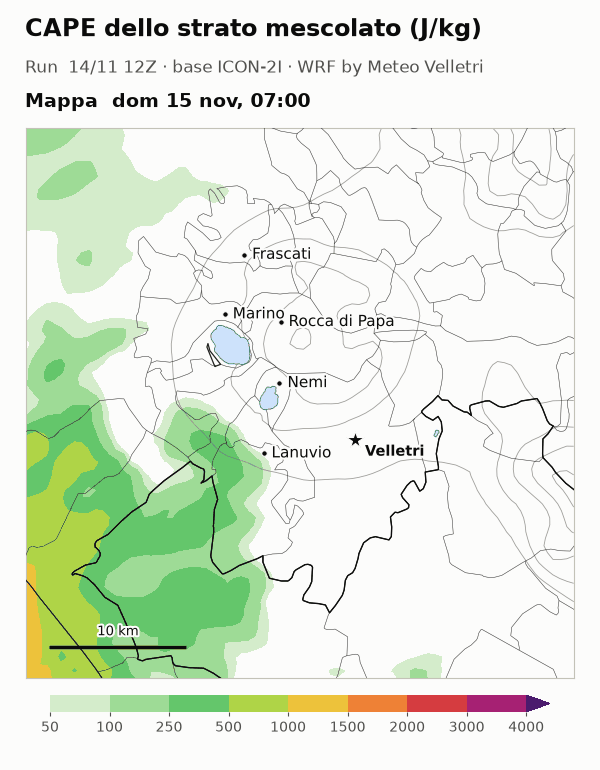 CAPE dello strato mescolato (J/kg)
Run  14/11 12Z · base ICON-2I · WRF by Meteo Velletri
Mappa  dom 15 nov, 07:00
Frascati
Marino
Rocca di Papa
Nemi
Velletri
Lanuvio
10 km
50 100 250 500 1000 1500 2000 3000 4000